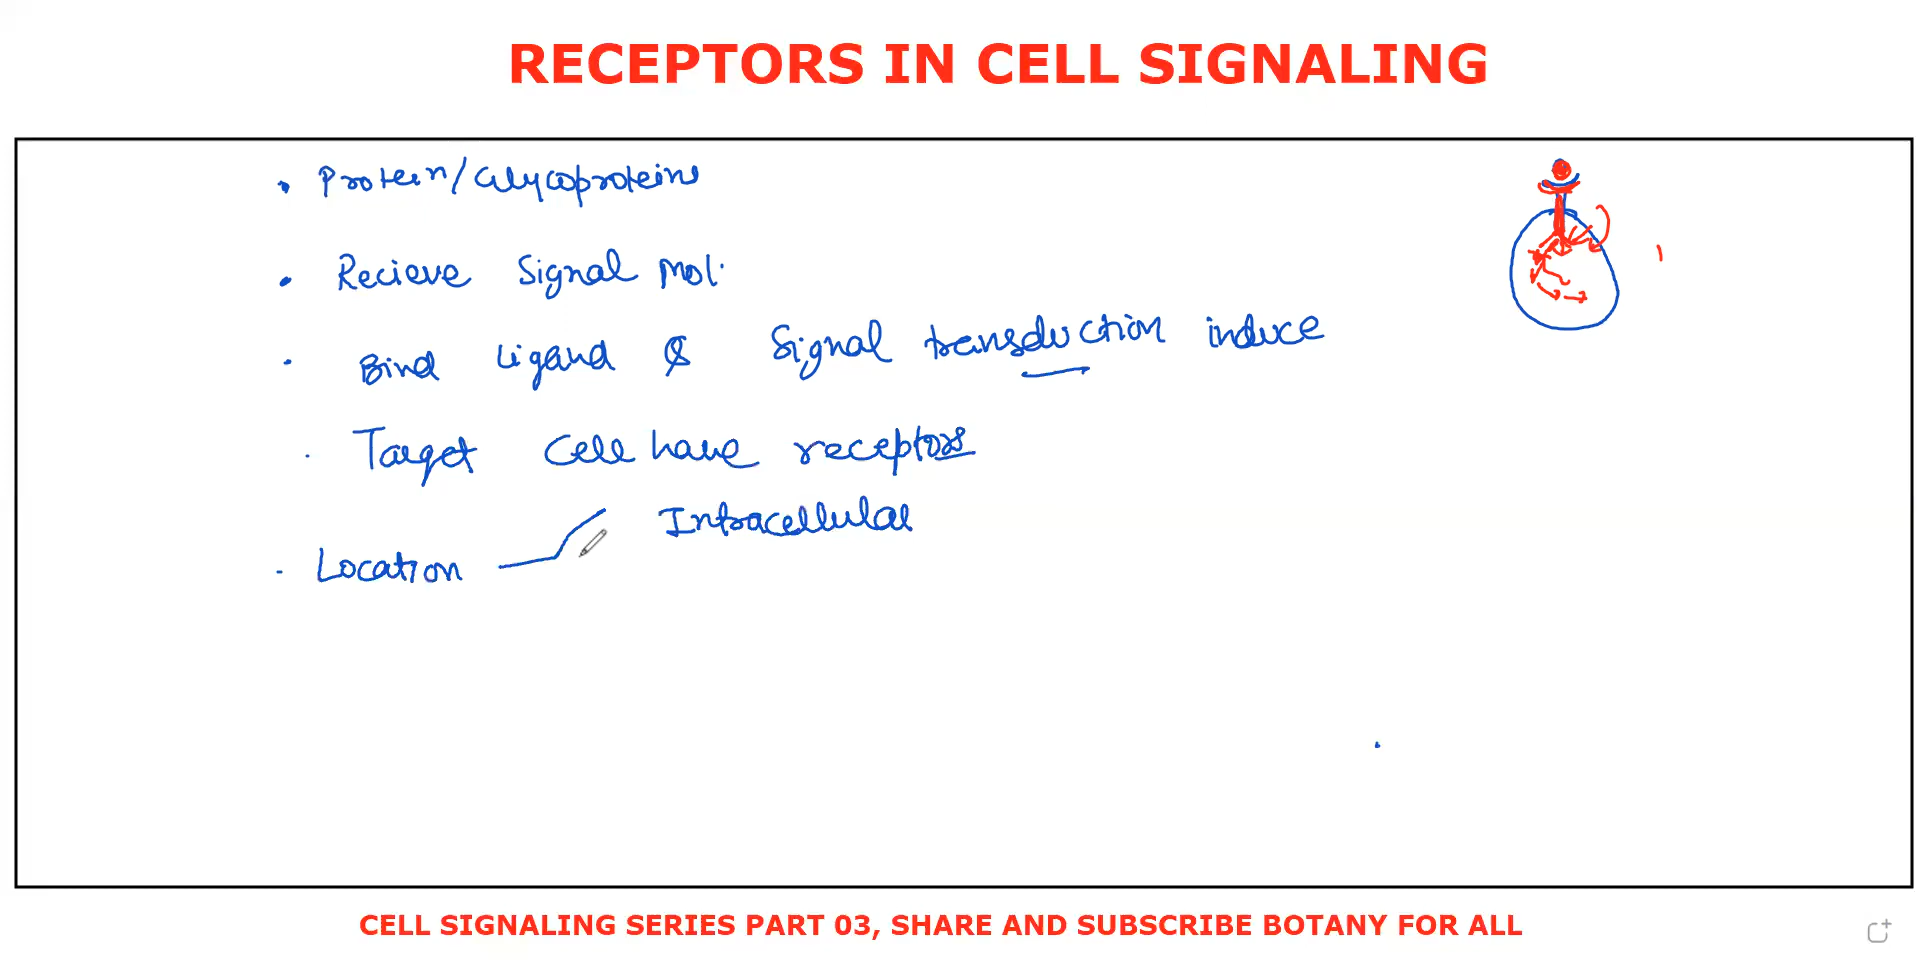 RECEPTORS IN CELL SIGNALING
• Protein/Glycoproteins
• Recieve Signal Mol.
• Bind Ligand & Signal transduction induce
• Target Cell have receptors
Intracellular
• Location
CELL SIGNALING SERIES PART 03, SHARE AND SUBSCRIBE BOTANY FOR ALL